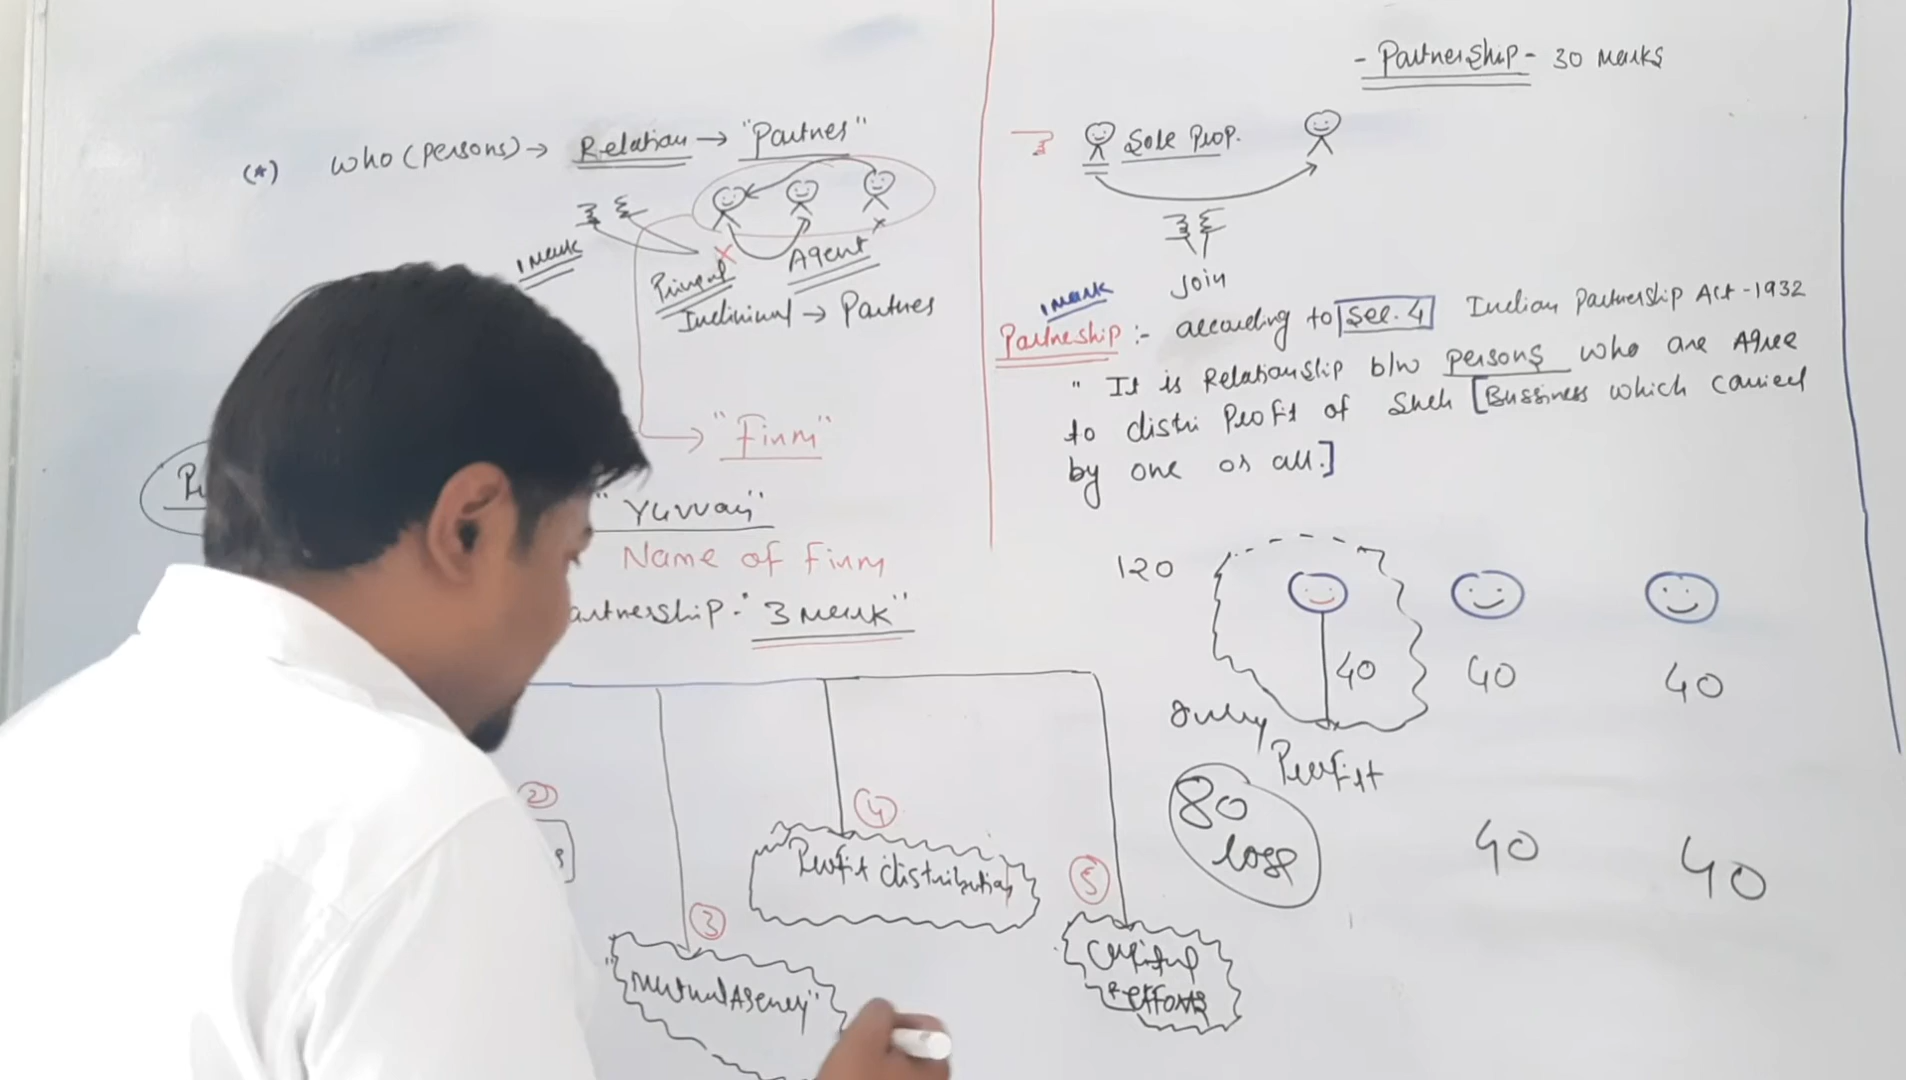 (*) who (persons) → Relation → "Partner"
1 mark
Principal
Agent
Individual → Partner
"Firm"
"Yuvvraj"
Name of Firm
artnership - "3 mark"
2
3
"Mutual Agency"
4
Profit distribution
5
Capital
& efforts
- Partnership - 30 Marks
Sole Prop.
Join
1 mark
Partneship :- according to Sec. 4 Indian Partnership Act - 1932
" It is Relationship b/w persons who are Agree
to distri Profit of Such [Bussiness which carried
by one or all.]
120
40 40 40
Profit
80
loss
40 40